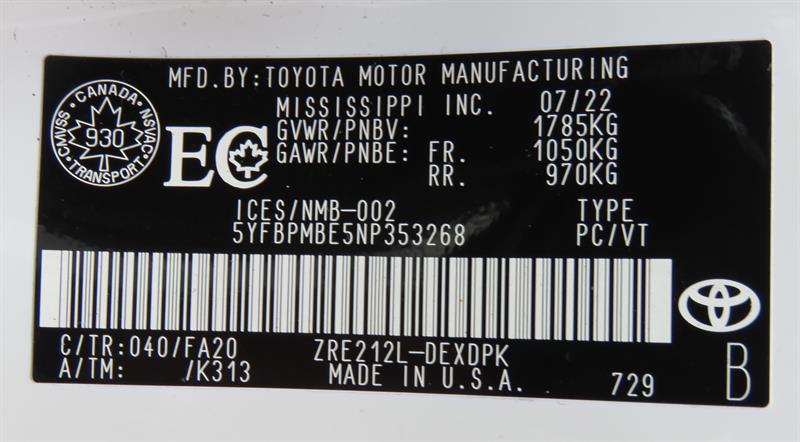 MFD.BY:TOYOTA MOTOR MANUFACTURING
MISSISSIPPI INC. 07/22
GVWR/PNBV: 1785KG
GAWR/PNBE: FR. 1050KG
RR. 970KG
CANADA
CMVSS 930 NSVAC
TRANSPORT
EC
ICES/NMB-002 TYPE
5YFBPMBE5NP353268 PC/VT
C/TR:040/FA20 ZRE212L-DEXDPK
A/TM: /K313 MADE IN U.S.A. 729 B